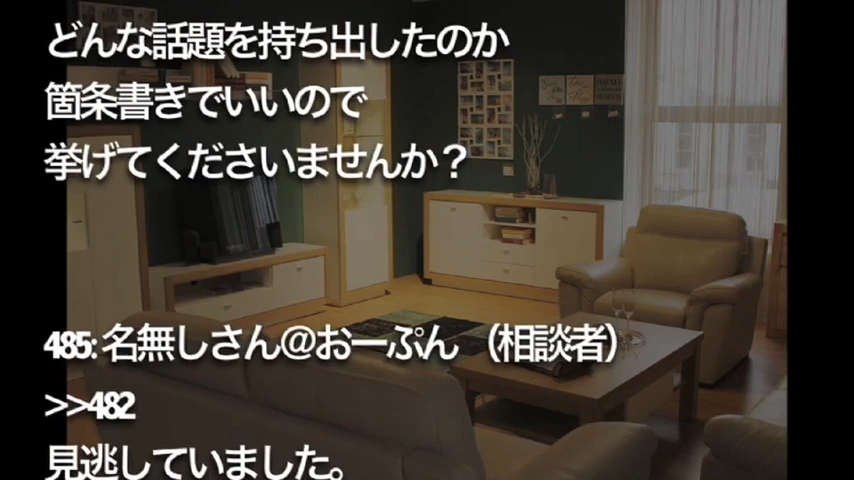 どんな話題を持ち出したのか
箇条書きでいいので
挙げてくださいませんか？
485: 名無しさん＠おーぷん （相談者）
>>482
見逃していました。